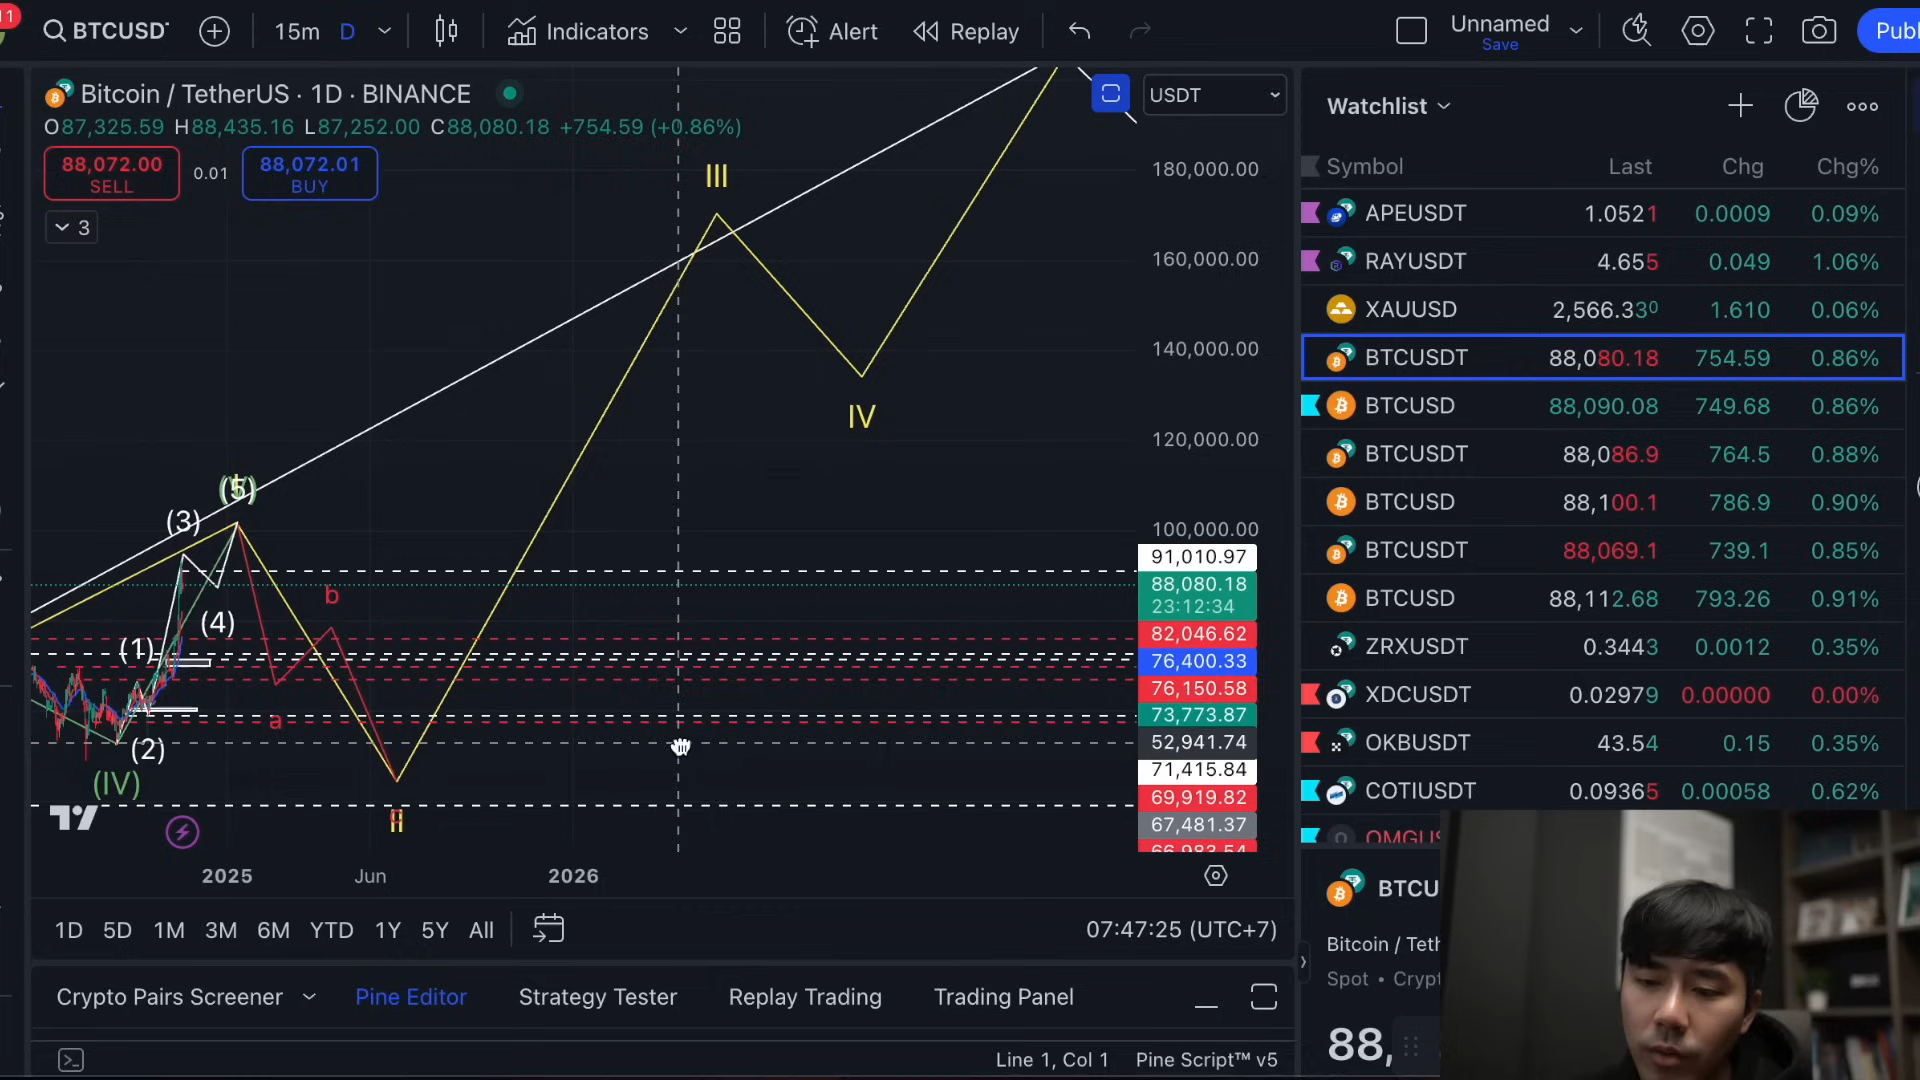 11
BTCUSDT
15m
D
Indicators
Alert
Replay
Unnamed
Save
Publ
Bitcoin / TetherUS · 1D · BINANCE
O87,325.59 H88,435.16 L87,252.00 C88,080.18 +754.59 (+0.86%)
88,072.00
SELL
0.01
88,072.01
BUY
3
USDT
180,000.00
160,000.00
140,000.00
120,000.00
100,000.00
91,010.97
88,080.18
23:12:34
82,046.62
76,400.33
76,150.58
73,773.87
52,941.74
71,415.84
69,919.82
67,481.37
66,983.54
III
IV
(5)
(3)
b
(4)
(1)
a
(2)
(IV)
II
2025
Jun
2026
1D 5D 1M 3M 6M YTD 1Y 5Y All
07:47:25 (UTC+7)
Crypto Pairs Screener
Pine Editor
Strategy Tester
Replay Trading
Trading Panel
Line 1, Col 1
Pine Script™ v5
Watchlist
Symbol Last Chg Chg%
APEUSDT 1.0521 0.0009 0.09%
RAYUSDT 4.655 0.049 1.06%
XAUUSD 2,566.330 1.610 0.06%
BTCUSDT 88,080.18 754.59 0.86%
BTCUSD 88,090.08 749.68 0.86%
BTCUSDT 88,086.9 764.5 0.88%
BTCUSD 88,100.1 786.9 0.90%
BTCUSDT 88,069.1 739.1 0.85%
BTCUSD 88,112.68 793.26 0.91%
ZRXUSDT 0.3443 0.0012 0.35%
XDCUSDT 0.02979 0.00000 0.00%
OKBUSDT 43.54 0.15 0.35%
COTIUSDT 0.09365 0.00058 0.62%
OMGUS
BTCU
Bitcoin / Teth
Spot • Crypt
88,